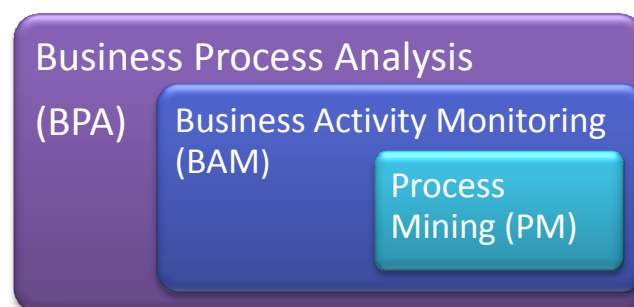 Business Process Analysis
(BPA)
Business Activity Monitoring
(BAM)
Process
Mining (PM)